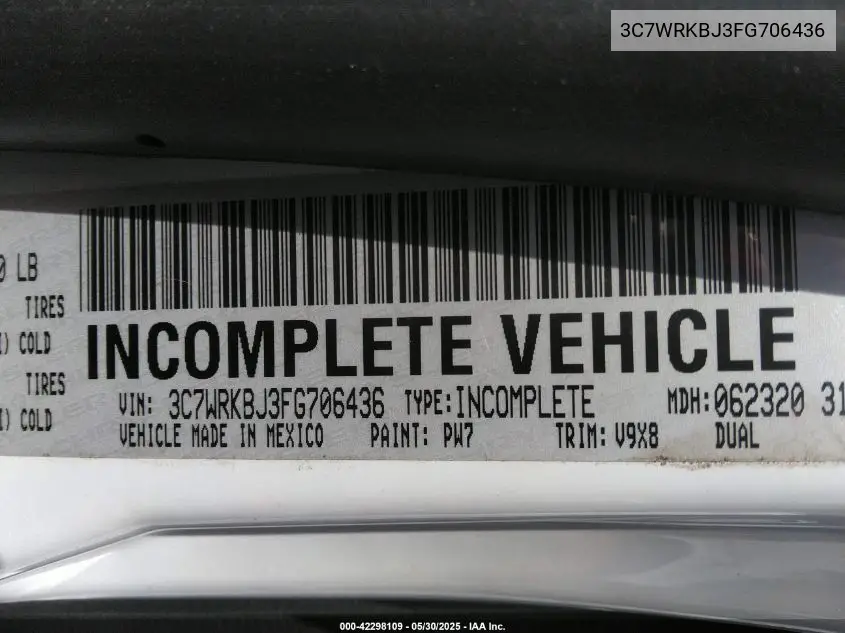 3C7WRKBJ3FG706436
0 LB
TIRES
I) COLD
TIRES
I) COLD
INCOMPLETE VEHICLE
VIN: 3C7WRKBJ3FG706436 TYPE: INCOMPLETE MDH: 062320 31
VEHICLE MADE IN MEXICO PAINT: PW7 TRIM: V9X8 DUAL
000-42298109 - 05/30/2025 - IAA Inc.